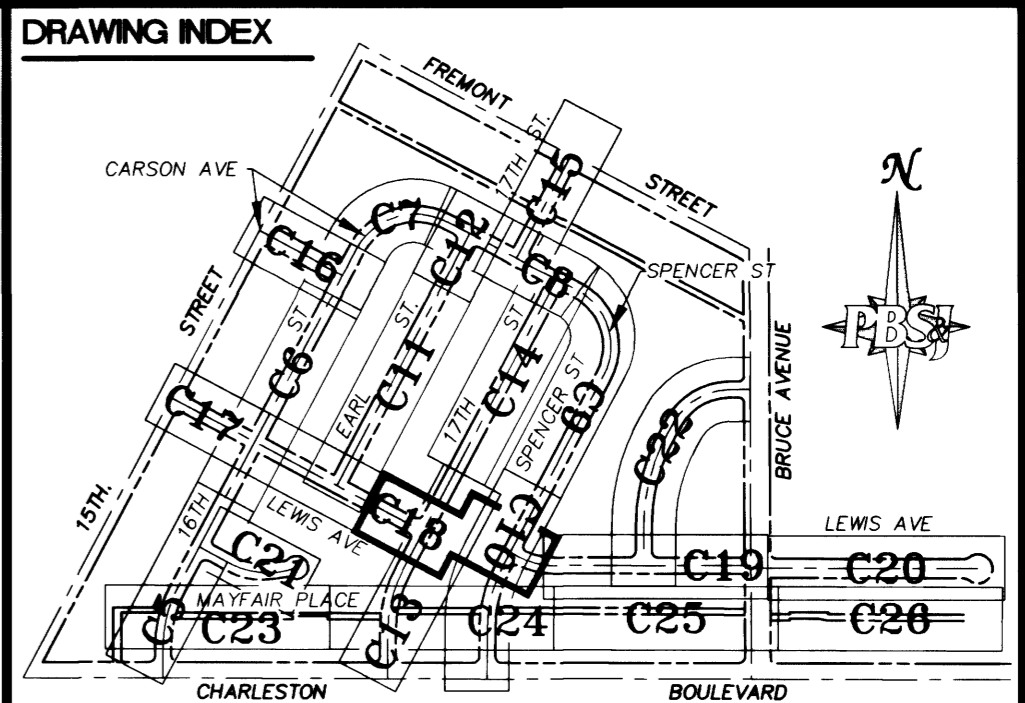 DRAWING INDEX
FREMONT
STREET
CARSON AVE
17TH ST.
C15
N
C7
C12
C16
C8
SPENCER ST
STREET
ST
C6
EARL ST.
C11
17TH ST
C14
SPENCER ST
C9
C22
BRUCE AVENUE
PBS&J
C17
15TH.
16TH
LEWIS AVE
C18
C10
LEWIS AVE
C21
C19
C20
MAYFAIR PLACE
C5
C23
C13
C24
C25
C26
CHARLESTON
BOULEVARD